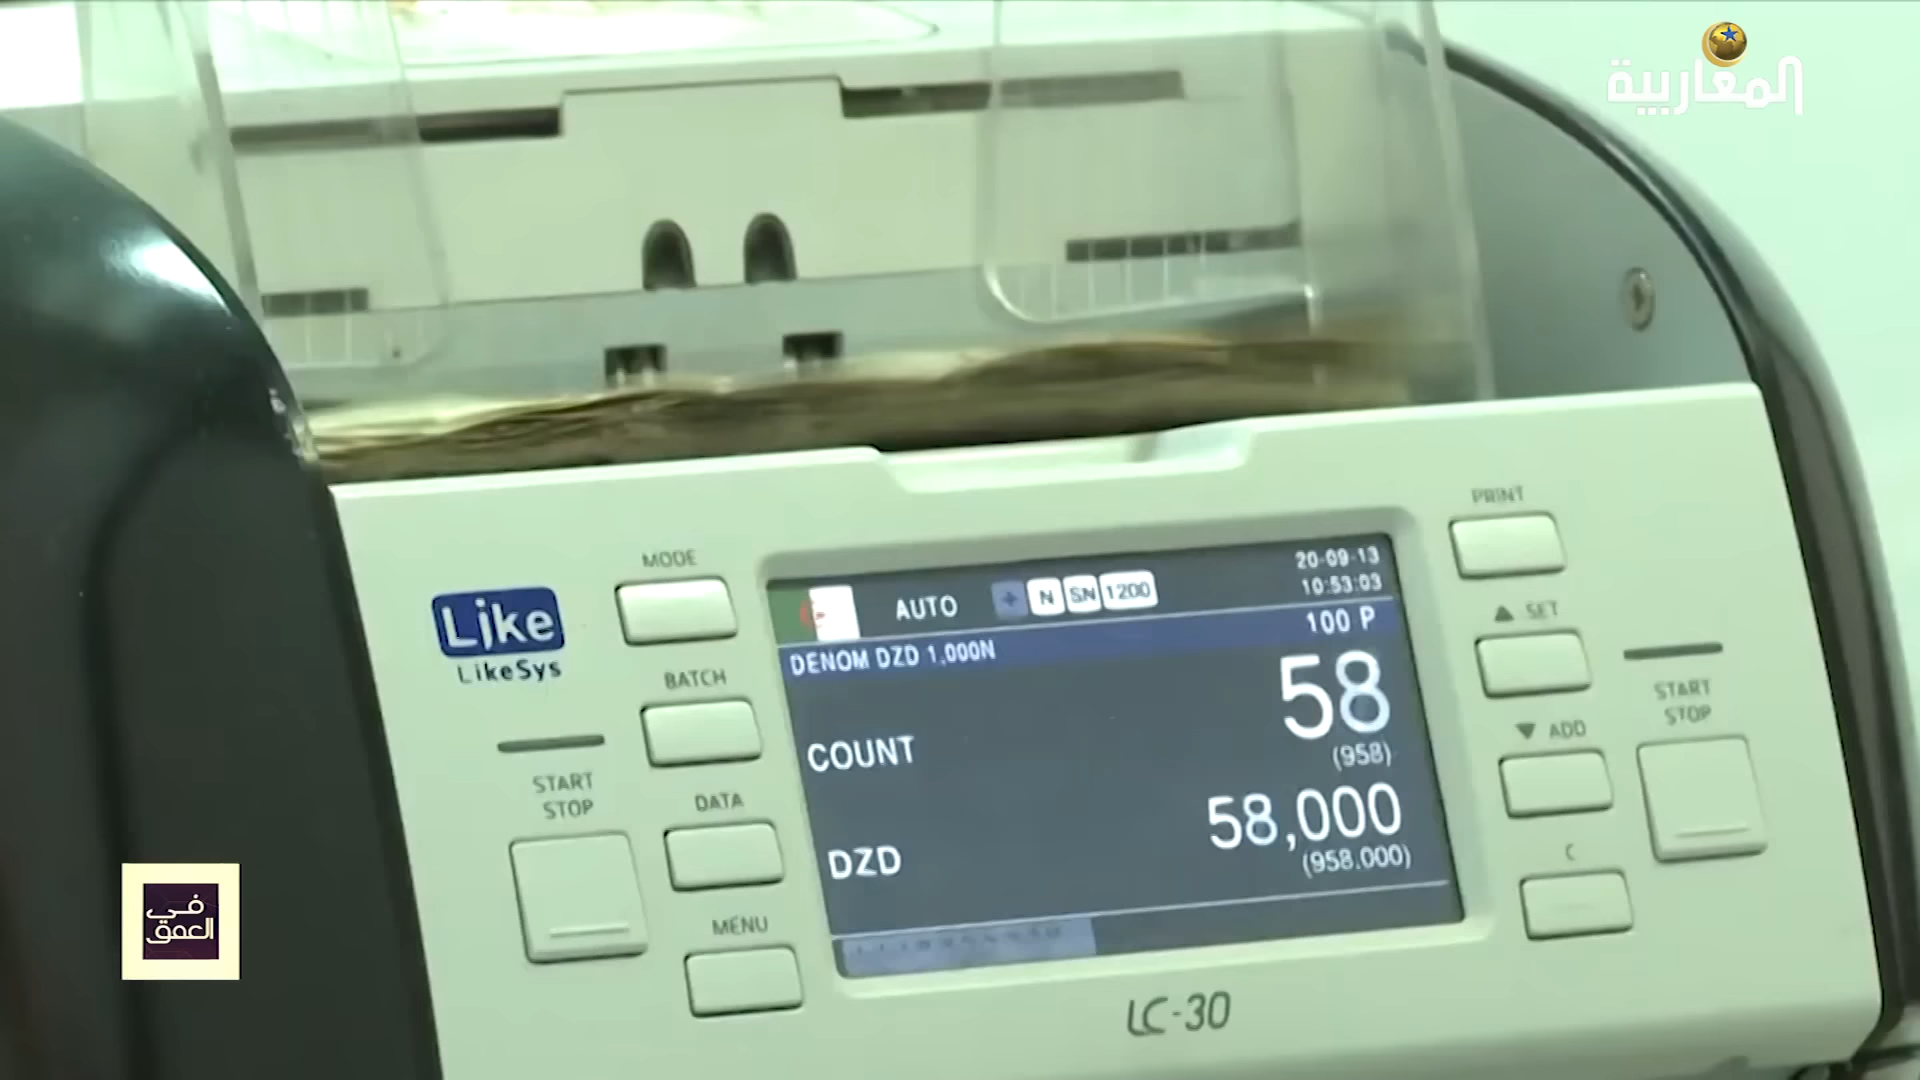 المغاربية
PRINT
MODE
20-09-13
AUTO
+ N SN 1200
10:53:03
100 P
DENOM DZD 1,000N
Like
LikeSys
▲ SET
BATCH
58
START
STOP
COUNT
(958)
▼ ADD
START
STOP
DATA
58,000
DZD
(958,000)
C
MENU
LC-30
في
العمق